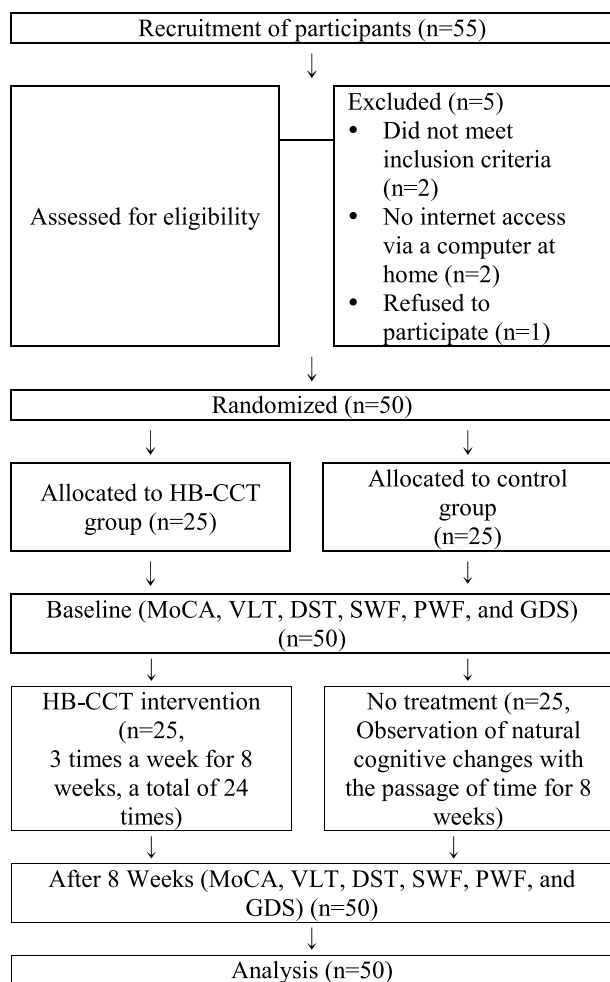 Recruitment of participants (n=55)
↓
Assessed for eligibility
Excluded (n=5)
• Did not meet
inclusion criteria
(n=2)
• No internet access
via a computer at
home (n=2)
• Refused to
participate (n=1)
↓
Randomized (n=50)
↓ ↓
Allocated to HB-CCT
group (n=25)
Allocated to control
group
(n=25)
↓ ↓
Baseline (MoCA, VLT, DST, SWF, PWF, and GDS)
(n=50)
↓ ↓
HB-CCT intervention
(n=25,
3 times a week for 8
weeks, a total of 24
times)
No treatment (n=25,
Observation of natural
cognitive changes with
the passage of time for 8
weeks)
↓ ↓
After 8 Weeks (MoCA, VLT, DST, SWF, PWF, and
GDS) (n=50)
↓
Analysis (n=50)